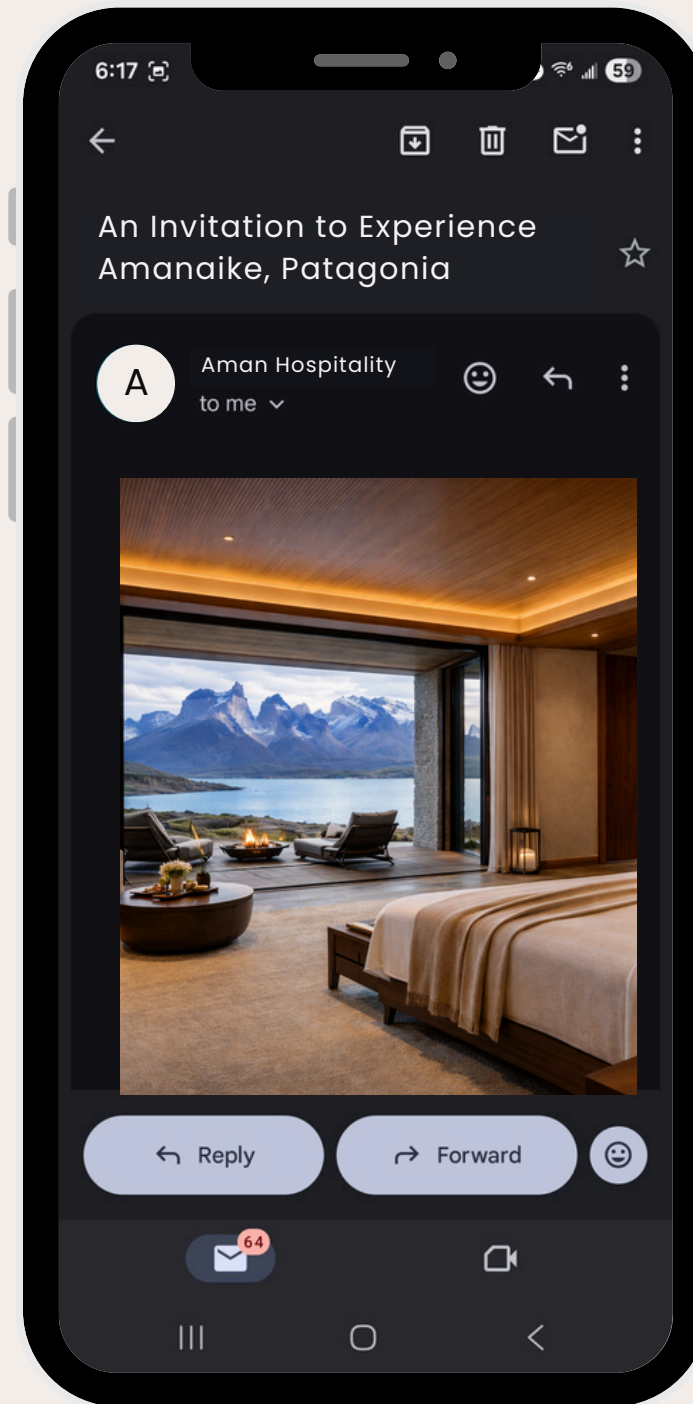 6:17
59
An Invitation to Experience
Amanaike, Patagonia
A
Aman Hospitality
to me
Reply
Forward
64